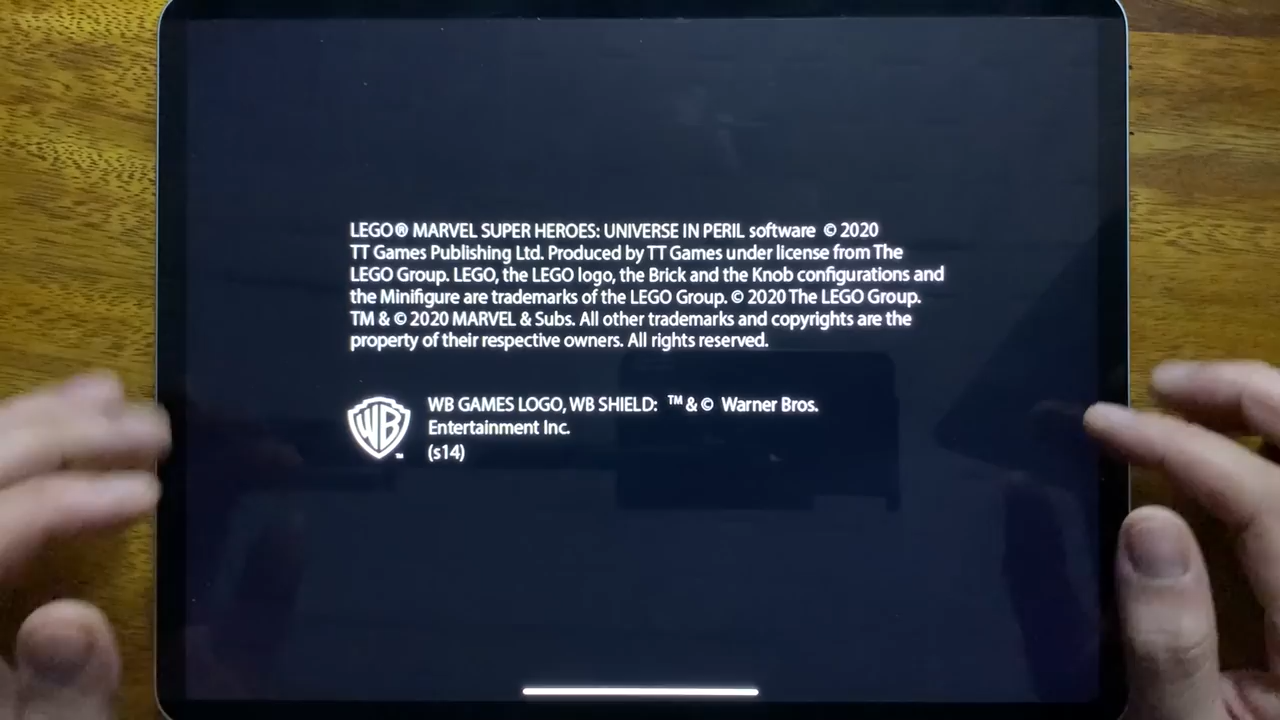 LEGO® MARVEL SUPER HEROES: UNIVERSE IN PERIL software © 2020
TT Games Publishing Ltd. Produced by TT Games under license from The
LEGO Group. LEGO, the LEGO logo, the Brick and the Knob configurations and
the Minifigure are trademarks of the LEGO Group. © 2020 The LEGO Group.
TM & © 2020 MARVEL & Subs. All other trademarks and copyrights are the
property of their respective owners. All rights reserved.
WB™
WB GAMES LOGO, WB SHIELD: ™ & © Warner Bros.
Entertainment Inc.
(s14)